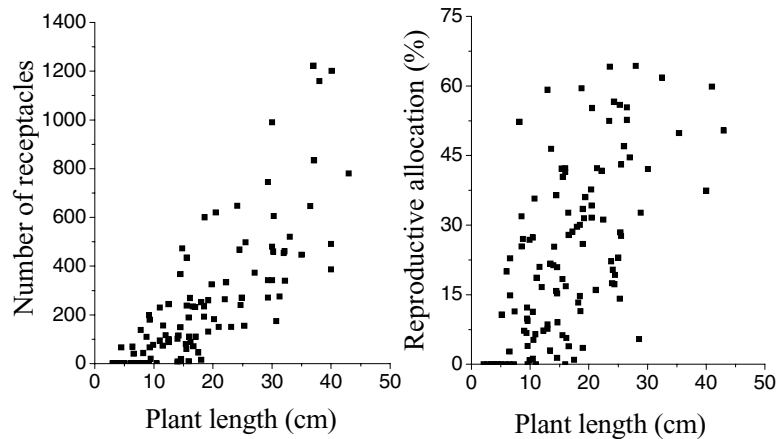 Number of receptacles
1400
1200
1000
800
600
400
200
0
0 10 20 30 40 50
Plant length (cm)
Reproductive allocation (%)
75
60
45
30
15
0
0 10 20 30 40 50
Plant length (cm)